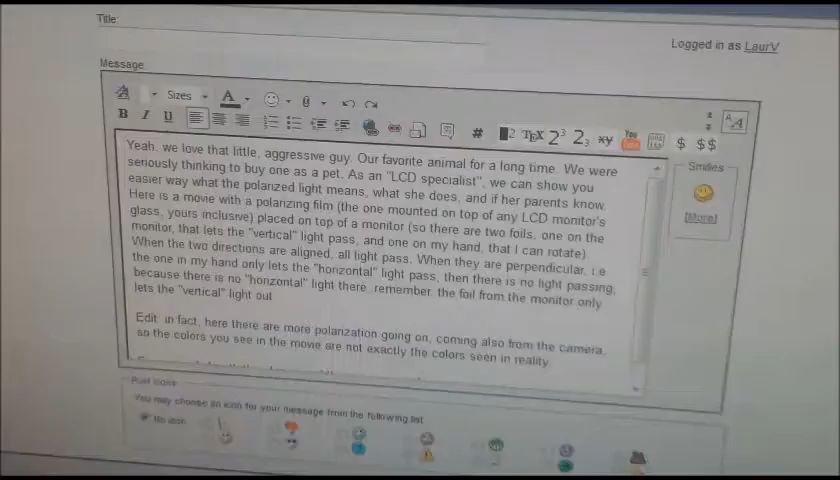 Title:
Logged in as LaurV
Message:
Sizes
A
B I U
# 2 TEX 2³ 2₃ xy You $ $$
AA
Yeah, we love that little, aggressive guy. Our favorite animal for a long time. We were
seriously thinking to buy one as a pet. As an "LCD specialist", we can show you
easier way what the polarized light means, what she does, and if her parents know.
Here is a movie with a polarizing film (the one mounted on top of any LCD monitor's
glass, yours inclusive) placed on top of a monitor (so there are two foils, one on the
monitor, that lets the "vertical" light pass, and one on my hand, that I can rotate)
When the two directions are aligned, all light pass. When they are perpendicular, i.e
the one in my hand only lets the "horizontal" light pass, then there is no light passing,
because there is no "horizontal" light there, remember, the foil from the monitor only
lets the "vertical" light out
Edit: in fact, here there are more polarization going on, coming also from the camera,
so the colors you see in the movie are not exactly the colors seen in reality.
Smilies
[More]
Post Icons
You may choose an icon for your message from the following list
No icon